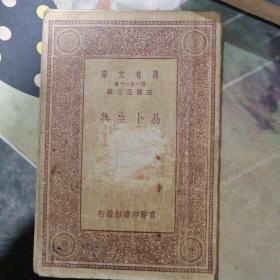 庫文有萬
種千一集一第
編主五雲王
集生卜易
行發館書印務商